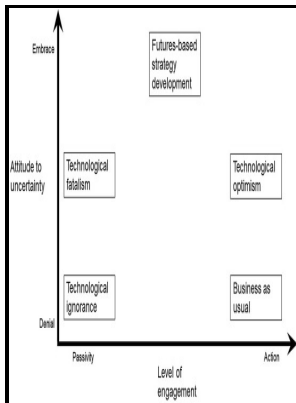 Embrace
Futures-based
strategy
development
Attitude to
uncertainty
Technological
fatalism
Technological
optimism
Technological
ignorance
Business as
usual
Denial
Passivity
Action
Level of
engagement